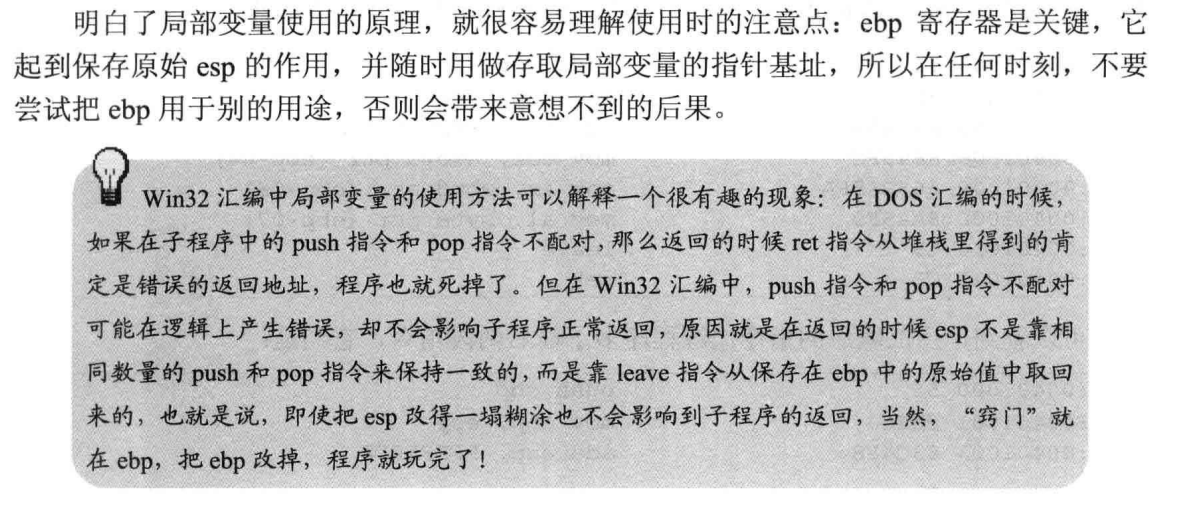 明白了局部变量使用的原理，就很容易理解使用时的注意点：ebp 寄存器是关键，它
起到保存原始 esp 的作用，并随时用做存取局部变量的指针基址，所以在任何时刻，不要
尝试把 ebp 用于别的用途，否则会带来意想不到的后果。
Win32 汇编中局部变量的使用方法可以解释一个很有趣的现象：在 DOS 汇编的时候，
如果在子程序中的 push 指令和 pop 指令不配对，那么返回的时候 ret 指令从堆栈里得到的肯
定是错误的返回地址，程序也就死掉了。但在 Win32 汇编中，push 指令和 pop 指令不配对
可能在逻辑上产生错误，却不会影响子程序正常返回，原因就是在返回的时候 esp 不是靠相
同数量的 push 和 pop 指令来保持一致的，而是靠 leave 指令从保存在 ebp 中的原始值中取回
来的，也就是说，即使把 esp 改得一塌糊涂也不会影响到子程序的返回，当然，“窍门”就
在 ebp，把 ebp 改掉，程序就玩完了！